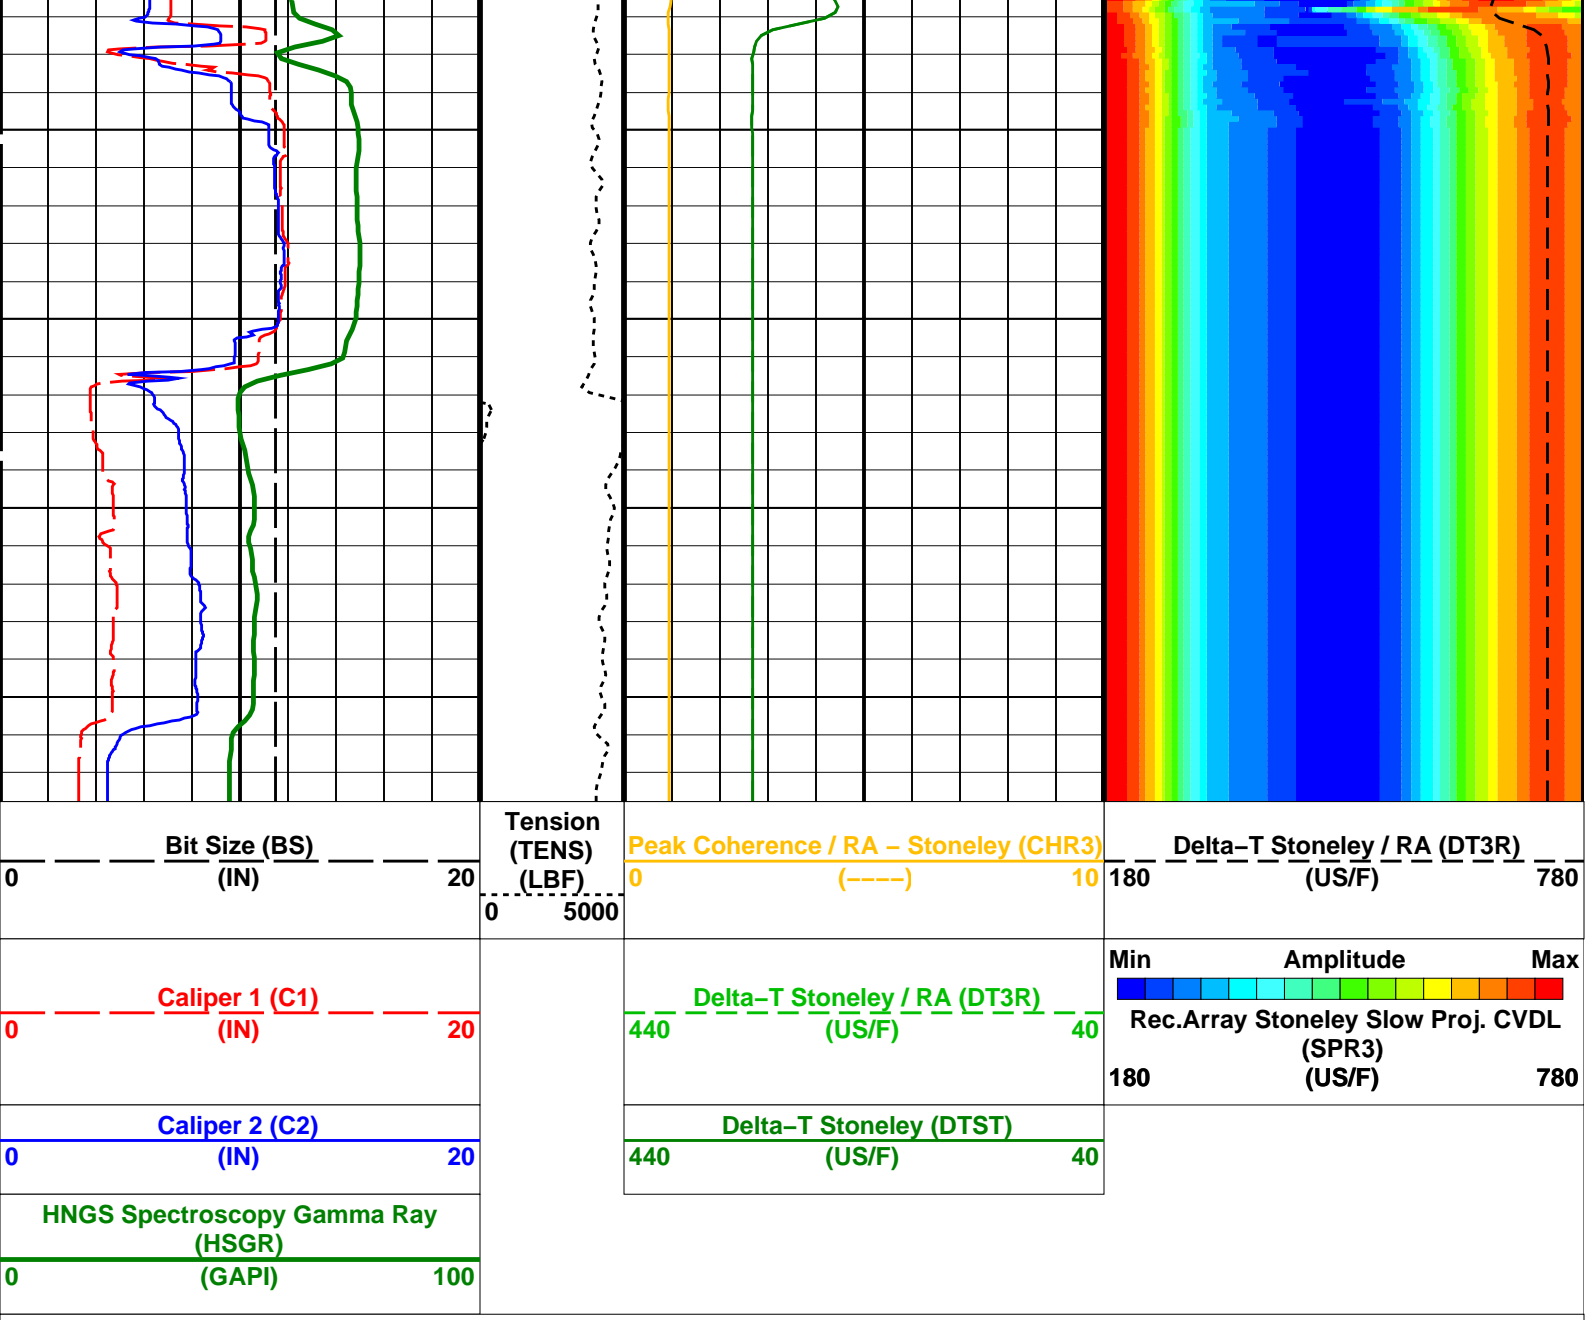 Bit Size (BS)
(IN)
0 20
Tension
(TENS)
(LBF)
0 5000
Peak Coherence / RA – Stoneley (CHR3)
0 (––––) 10
Delta–T Stoneley / RA (DT3R)
180 (US/F) 780
Caliper 1 (C1)
0 (IN) 20
Delta–T Stoneley / RA (DT3R)
440 (US/F) 40
Min Amplitude Max
Rec.Array Stoneley Slow Proj. CVDL
(SPR3)
180 (US/F) 780
Caliper 2 (C2)
0 (IN) 20
Delta–T Stoneley (DTST)
440 (US/F) 40
HNGS Spectroscopy Gamma Ray
(HSGR)
0 (GAPI) 100